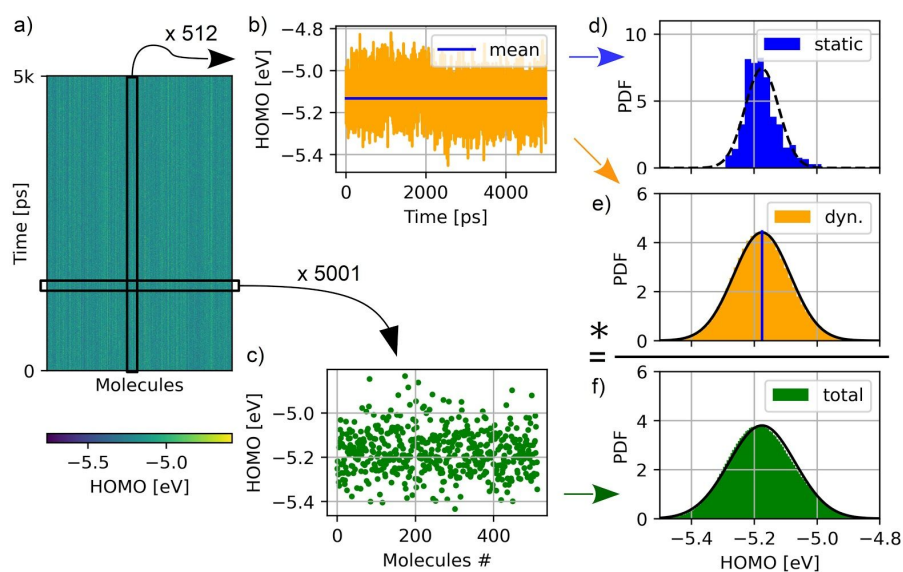 a)
x 512
5k
Time [ps]
0
Molecules
−5.5
−5.0
HOMO [eV]
b)
−4.8
−5.0
−5.2
−5.4
HOMO [eV]
mean
0
2000
4000
Time [ps]
x 5001
c)
−5.0
−5.2
−5.4
HOMO [eV]
0
200
400
Molecules #
d)
10
5
0
PDF
static
e)
6
4
2
0
PDF
dyn.
*
=
f)
6
4
2
0
PDF
total
−5.4
−5.2
−5.0
−4.8
HOMO [eV]